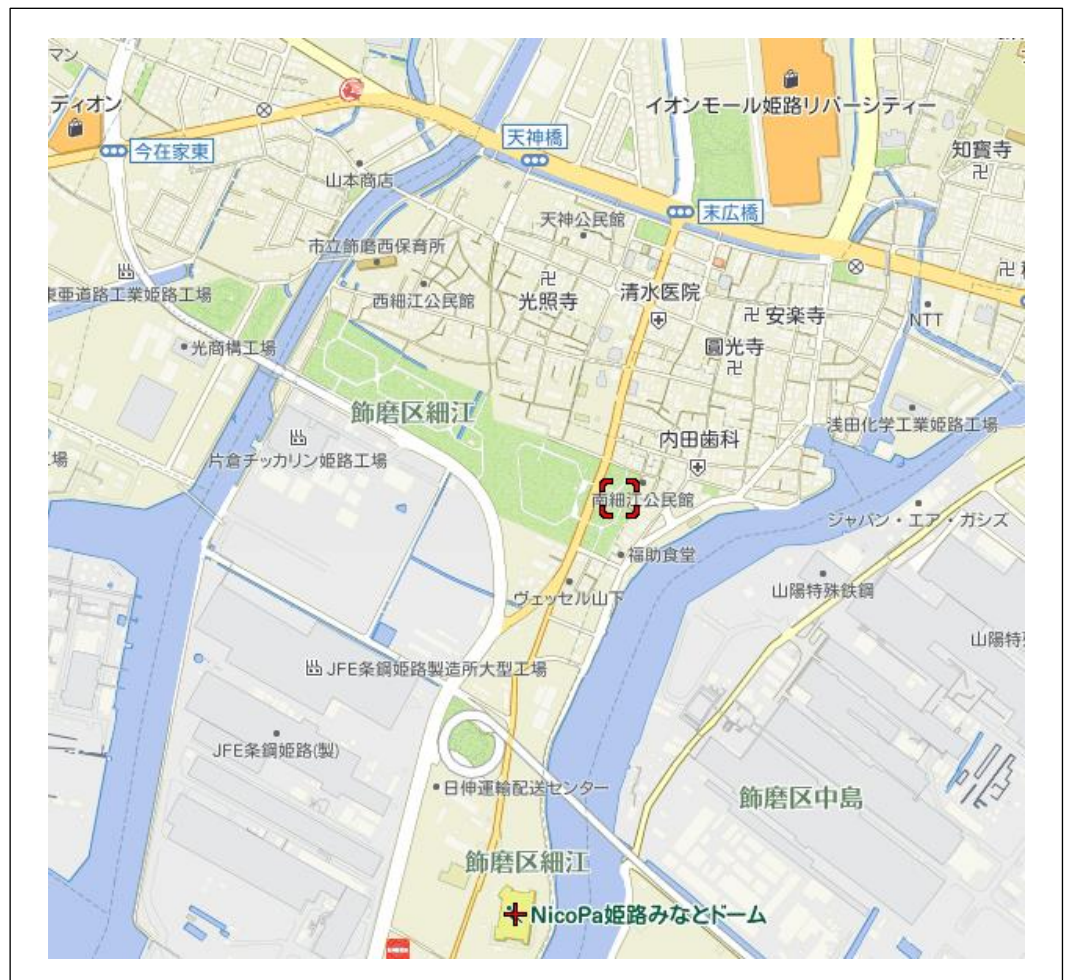 マン
ディオン
イオンモール姫路リバーシティー
天神橋
今在家東
知寳寺
山本商店
末広橋
天神公民館
市立飾磨西保育所
卍
東亜道路工業姫路工場
西細江公民館
光照寺
清水医院
卍 安楽寺
NTT
光商構工場
圓光寺
卍
飾磨区細江
浅田化学工業姫路工場
内田歯科
片倉チッカリン姫路工場
場
南細江公民館
ジャパン・エア・ガシズ
福助食堂
山陽特殊鉄鋼
ヴェッセル山下
山陽特
JFE条鋼姫路製造所大型工場
JFE条鋼姫路(製)
日伸運輸配送センター
飾磨区中島
飾磨区細江
NicoPa姫路みなとドーム